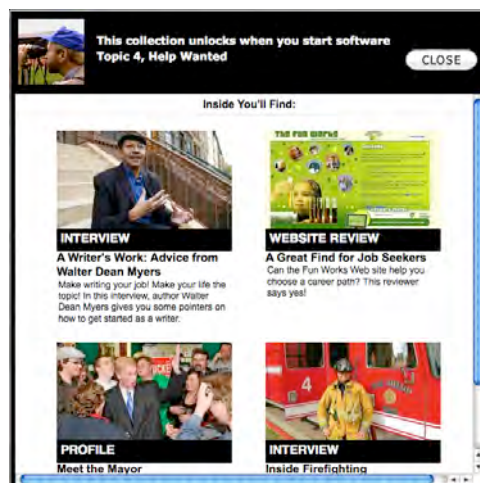 This collection unlocks when you start software
Topic 4, Help Wanted
CLOSE
Inside You'll Find:
INTERVIEW
A Writer's Work: Advice from
Walter Dean Myers
Make writing your job! Make your life the
topic! In this interview, author Walter
Dean Myers gives you some pointers on
how to get started as a writer.
The Fun Works
WEBSITE REVIEW
A Great Find for Job Seekers
Can the Fun Works Web site help you
choose a career path? This reviewer
says yes!
PROFILE
Meet the Mayor
4
INTERVIEW
Inside Firefighting